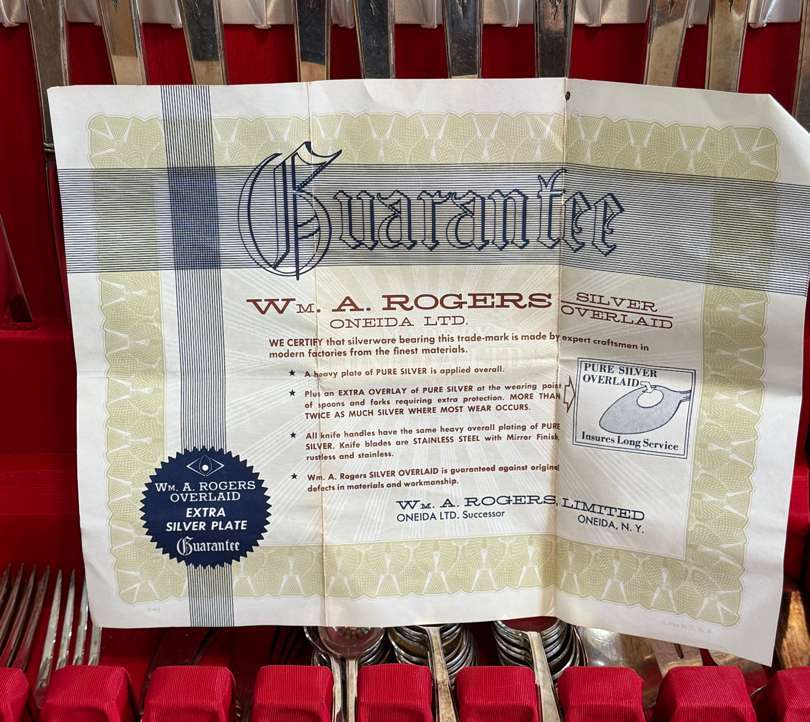 Guarantee
WM. A. ROGERS SILVER OVERLAID
ONEIDA LTD.
WE CERTIFY that silverware bearing this trade-mark is made by expert craftsmen in
modern factories from the finest materials.
★ A heavy plate of PURE SILVER is applied overall.
★ Plus an EXTRA OVERLAY of PURE SILVER at the wearing point
of spoons and forks requiring extra protection. MORE THAN
TWICE AS MUCH SILVER WHERE MOST WEAR OCCURS.
★ All knife handles have the same heavy overall plating of PURE
SILVER. Knife blades are STAINLESS STEEL with Mirror Finish,
rustless and stainless.
★ Wm. A. Rogers SILVER OVERLAID is guaranteed against original
defects in materials and workmanship.
PURE SILVER
OVERLAID
Insures Long Service
WM. A. ROGERS, LIMITED
ONEIDA LTD. Successor
ONEIDA, N. Y.
WM. A. ROGERS
OVERLAID
EXTRA
SILVER PLATE
Guarantee